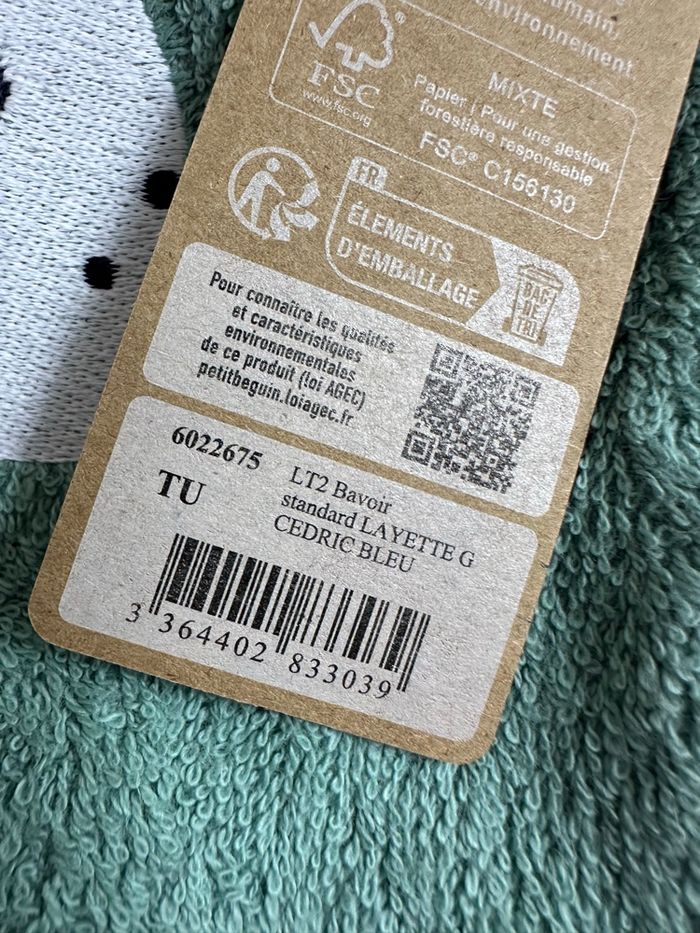 umain,
environnement.
FSC
www.fsc.org
MIXTE
Papier | Pour une gestion
forestière responsable
FSC® C156130
FR
ÉLEMENTS
D'EMBALLAGE
BAC
DE
TRI
Pour connaître les qualités
et caractéristiques
environnementales
de ce produit (loi AGEC)
petitbeguin.loiagec.fr
6022675
TU
LT2 Bavoir
standard LAYETTE G
CEDRIC BLEU
3 364402 833039